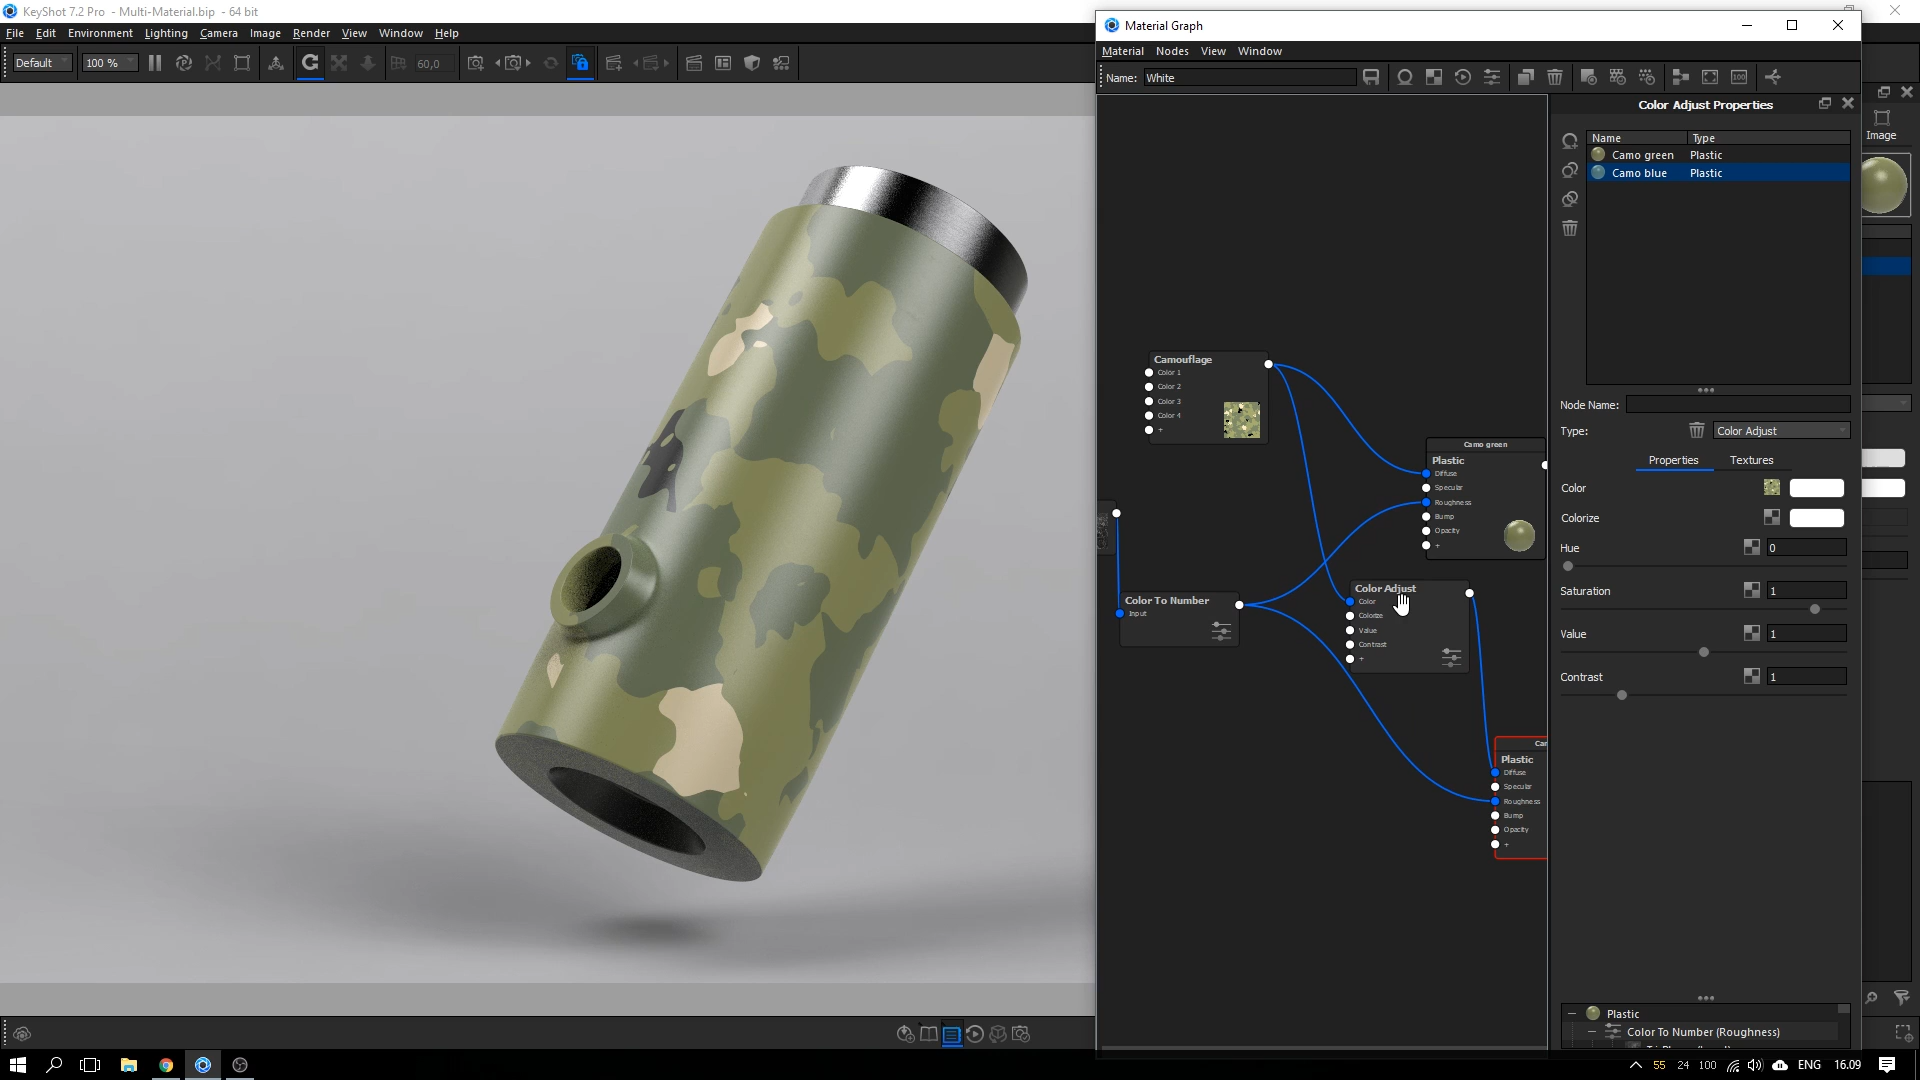 KeyShot 7.2 Pro - Multi-Material.bip - 64 bit
File Edit Environment Lighting Camera Image Render View Window Help
Default 100 % 60,0
Material Graph
Material Nodes View Window
Name: White
Color Adjust Properties
Image
Name Type
Camo green Plastic
Camo blue Plastic
Node Name:
Type: Color Adjust
Properties Textures
Color
Colorize
Hue 0
Saturation 1
Value 1
Contrast 1
Camouflage
Color 1
Color 2
Color 3
Color 4
+
Camo green
Plastic
Diffuse
Specular
Roughness
Bump
Opacity
+
Color To Number
Input
Color Adjust
Color
Colorize
Value
Contrast
+
Plastic
Diffuse
Specular
Roughness
Bump
Opacity
+
Plastic
Color To Number (Roughness)
55 24 100 ENG 16.09